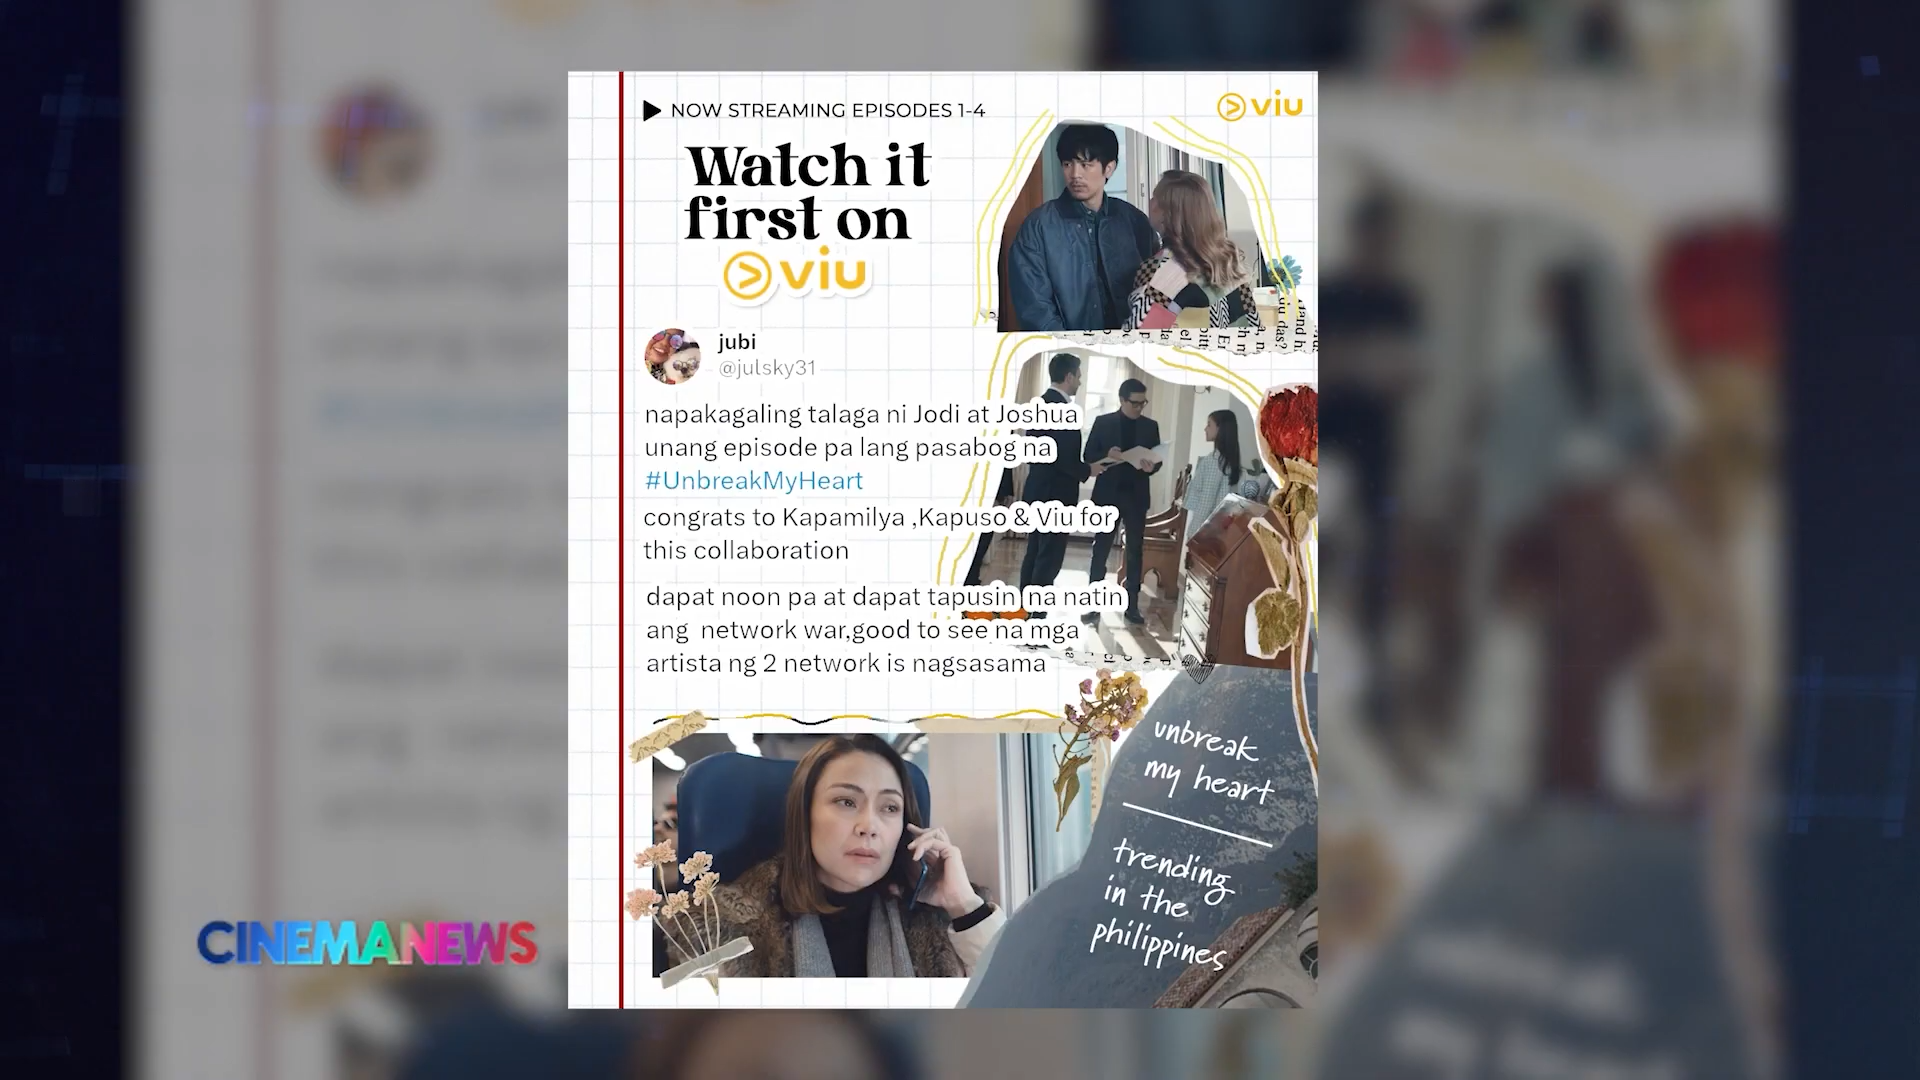 NOW STREAMING EPISODES 1-4
viu
Watch it
first on
viu
jubi
@julsky31
napakagaling talaga ni Jodi at Joshua
unang episode pa lang pasabog na
#UnbreakMyHeart
congrats to Kapamilya ,Kapuso & Viu for
this collaboration
dapat noon pa at dapat tapusin na natin
ang network war,good to see na mga
artista ng 2 network is nagsasama
unbreak
my heart
trending
in the
philippines
CINEMANEWS